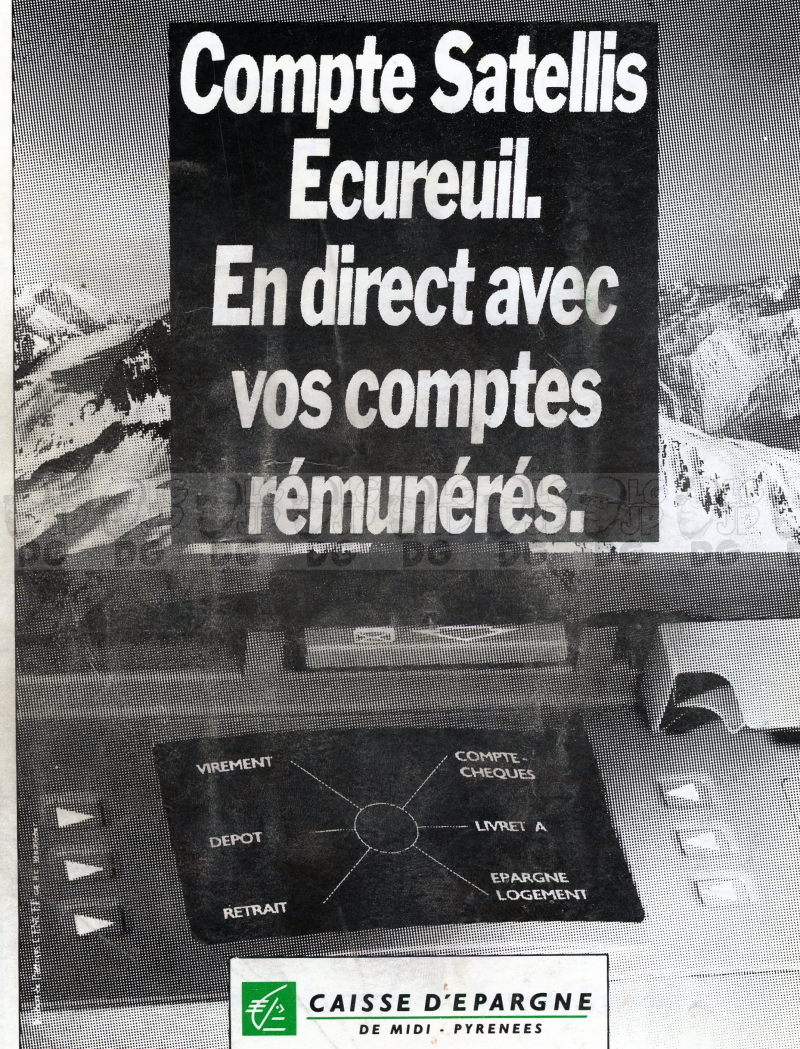 Compte Satellis
Ecureuil.
En direct avec
vos comptes
rémunérés.
VIREMENT
COMPTE-
CHEQUES
DEPOT
LIVRET A
EPARGNE
LOGEMENT
RETRAIT
CAISSE D'EPARGNE
DE MIDI - PYRENEES